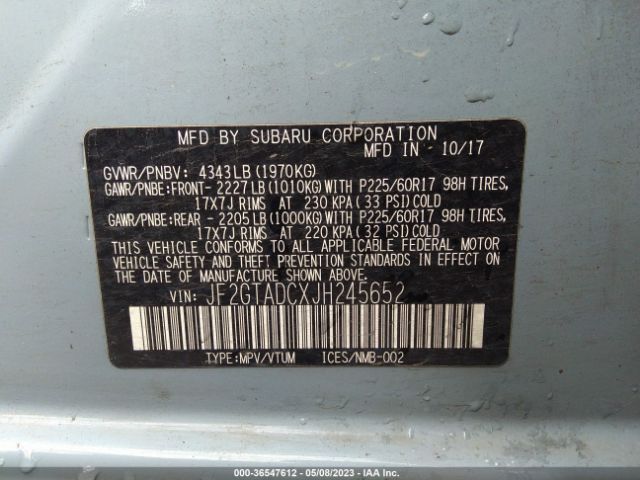 MFD BY SUBARU CORPORATION
MFD IN 10/17
GVWR/PNBV: 4343LB (1970KG)
GAWR/PNBE:FRONT- 2227LB(1010KG)WITH P225/60R17 98H TIRES,
17X7J RIMS AT 230 KPA(33 PSI)COLD
GAWR/PNBE:REAR - 2205LB(1000KG)WITH P225/60R17 98H TIRES,
17X7J RIMS AT 220 KPA(32 PSI)COLD
THIS VEHICLE CONFORMS TO ALL APPLICABLE FEDERAL MOTOR
VEHICLE SAFETY AND THEFT PREVENTION STANDARDS IN EFFECT ON
THE DATE OF MANUFACTURE SHOWN ABOVE.
VIN: JF2GTADCXJH245652
TYPE:MPV/VTUM ICES/NMB-002
000-36547612 - 05/08/2023 - IAA Inc.